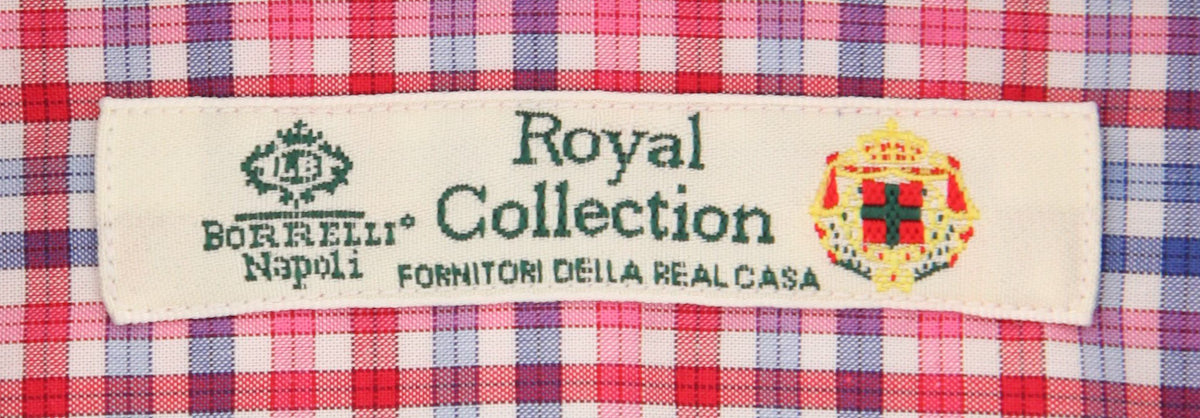 LB
BORRELLI®
Napoli
Royal
Collection
FORNITORI DELLA REAL CASA